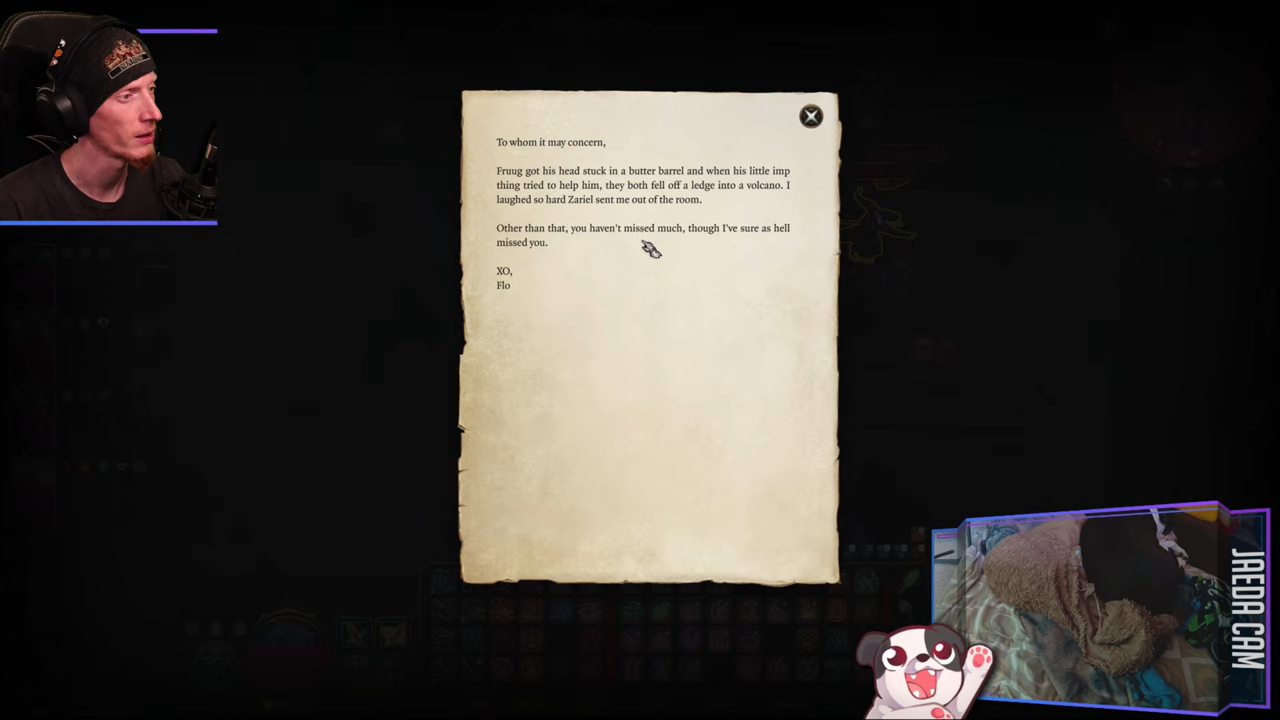 To whom it may concern,
Fruug got his head stuck in a butter barrel and when his little imp
thing tried to help him, they both fell off a ledge into a volcano. I
laughed so hard Zariel sent me out of the room.
Other than that, you haven't missed much, though I've sure as hell
missed you.
XO,
Flo
JAEDA CAM